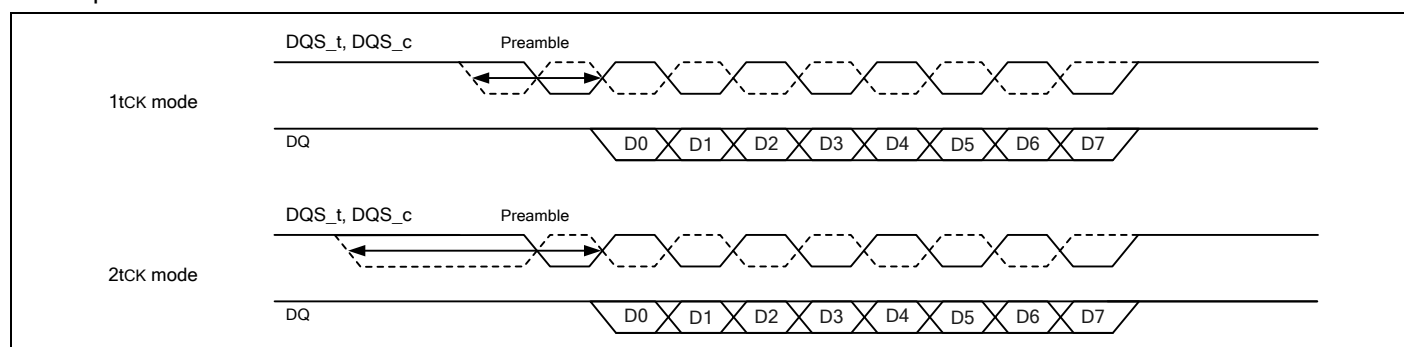 DQS_t, DQS_c Preamble
1tCK mode
DQ D0 D1 D2 D3 D4 D5 D6 D7
DQS_t, DQS_c Preamble
2tCK mode
DQ D0 D1 D2 D3 D4 D5 D6 D7